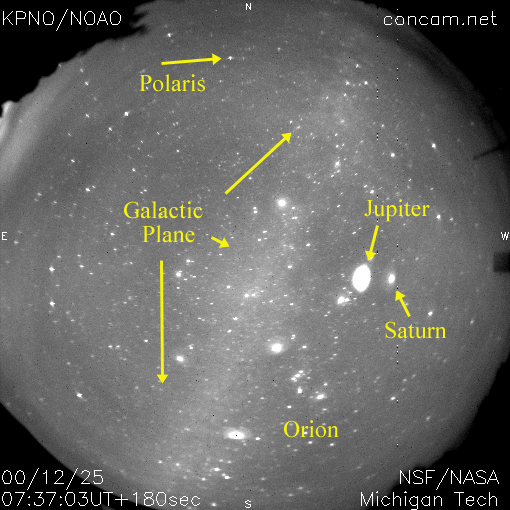 KPNO/NOAO
N
concam.net
Polaris
Galactic
Plane
Jupiter
E
W
Saturn
Orion
00/12/25
NSF/NASA
07:37:03UT+180sec
S
Michigan Tech